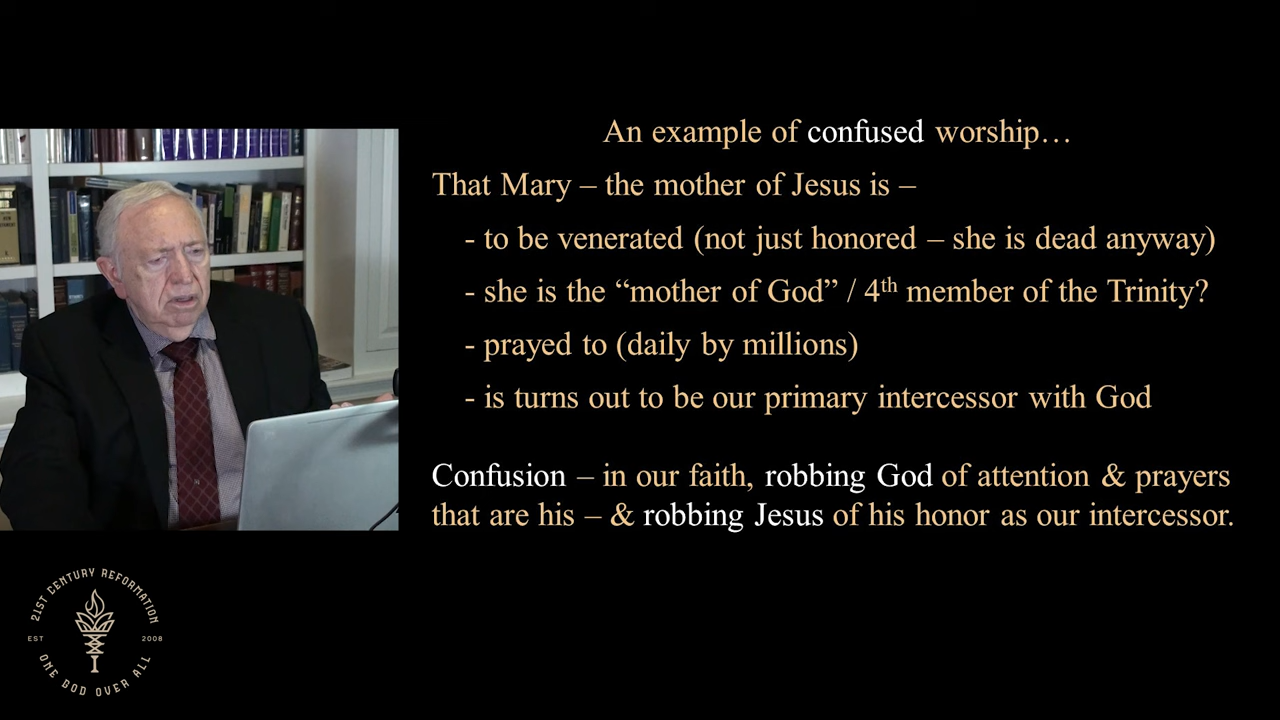 An example of confused worship…
That Mary – the mother of Jesus is –
- to be venerated (not just honored – she is dead anyway)
- she is the “mother of God” / 4th member of the Trinity?
- prayed to (daily by millions)
- is turns out to be our primary intercessor with God
Confusion – in our faith, robbing God of attention & prayers
that are his – & robbing Jesus of his honor as our intercessor.
21ST CENTURY REFORMATION
EST 2008
ONE GOD OVER ALL